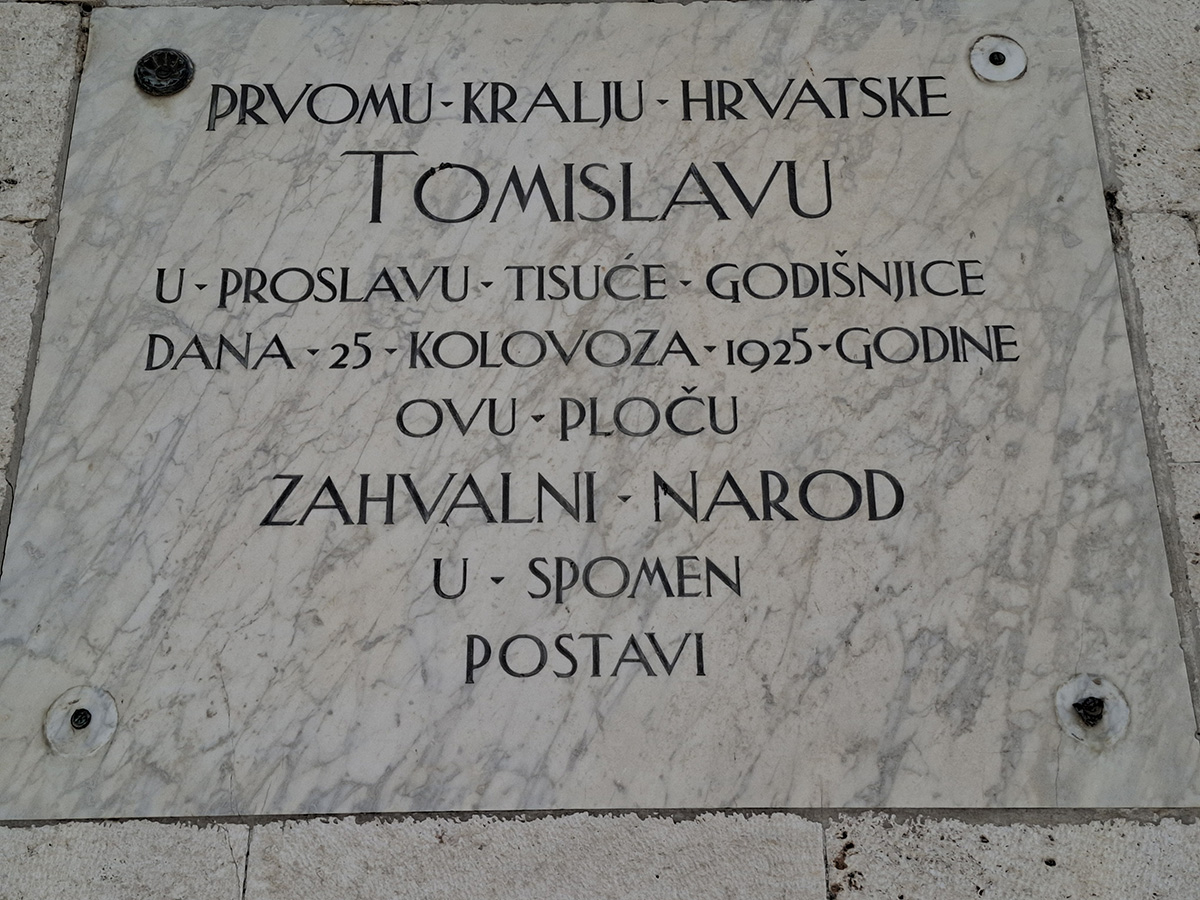 PRVOMU-KRALJU-HRVATSKE
TOMISLAVU
U-PROSLAVU-TISUĆE-GODIŠNJICE
DANA-25-KOLOVOZA-1925-GODINE
OVU-PLOČU
ZAHVALNI-NAROD
U-SPOMEN
POSTAVI